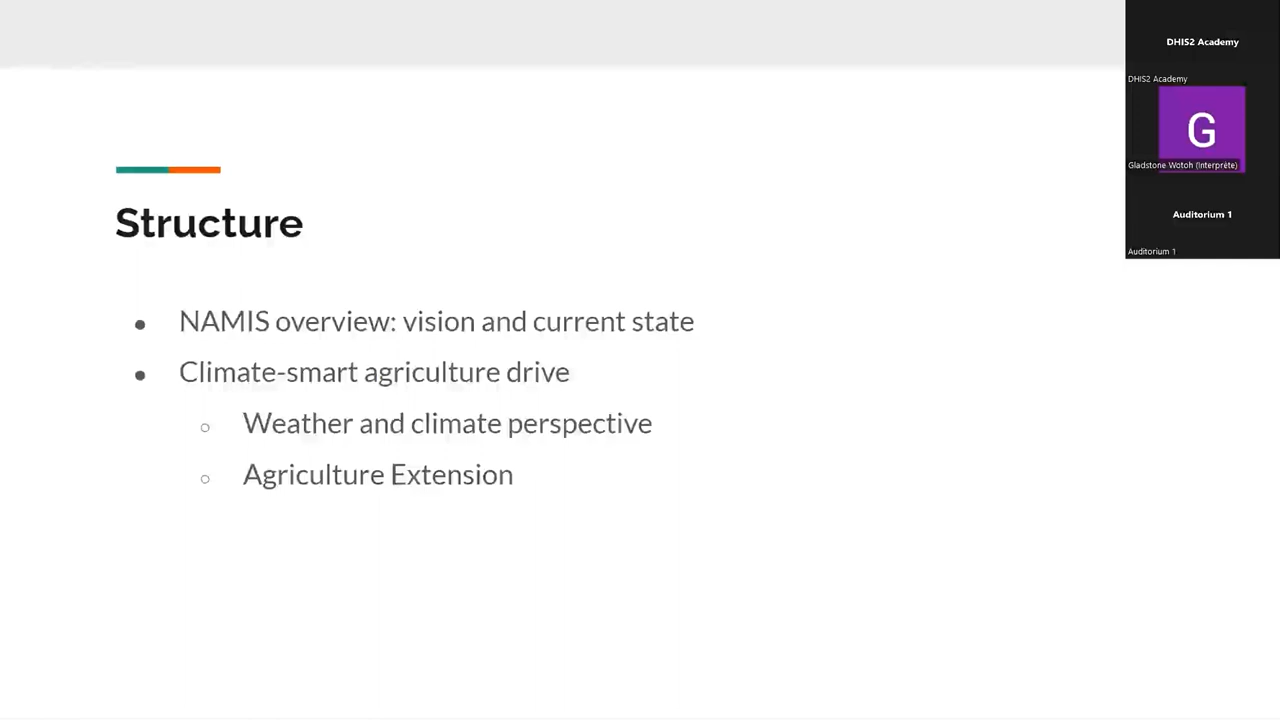 Structure
● NAMIS overview: vision and current state
● Climate-smart agriculture drive
○ Weather and climate perspective
○ Agriculture Extension
DHIS2 Academy
DHIS2 Academy
G
Gladstone Wotoh (Interprète)
Auditorium 1
Auditorium 1